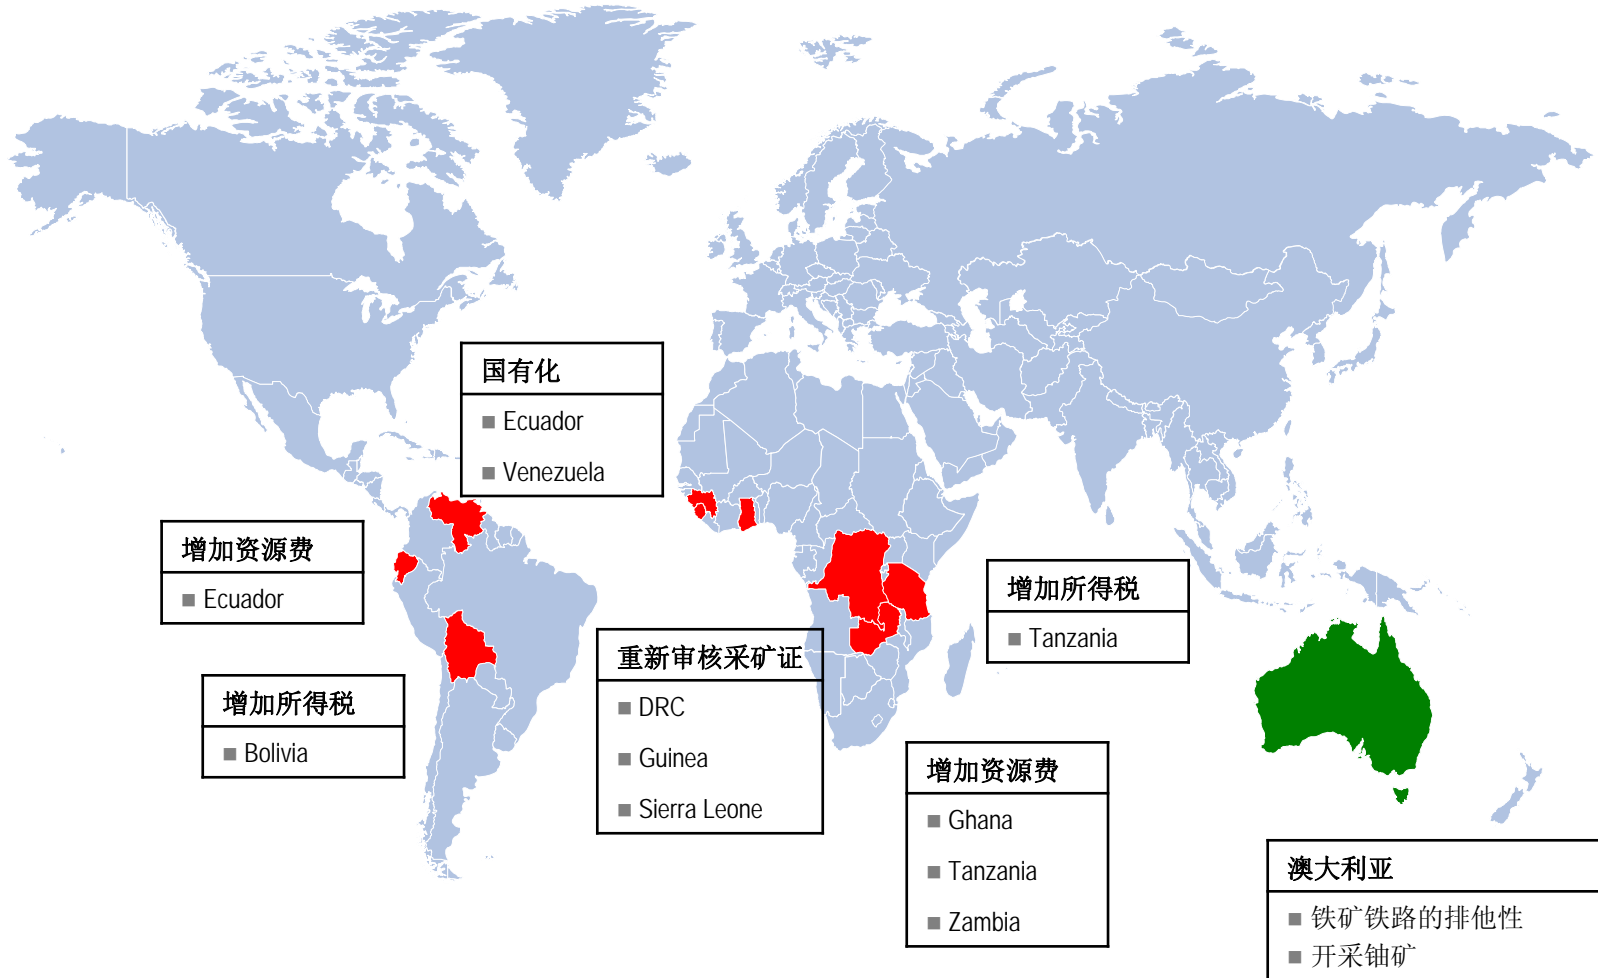 国有化
■ Ecuador
■ Venezuela
增加资源费
■ Ecuador
增加所得税
■ Bolivia
重新审核采矿证
■ DRC
■ Guinea
■ Sierra Leone
增加所得税
■ Tanzania
增加资源费
■ Ghana
■ Tanzania
■ Zambia
澳大利亚
■ 铁矿铁路的排他性
■ 开采铀矿